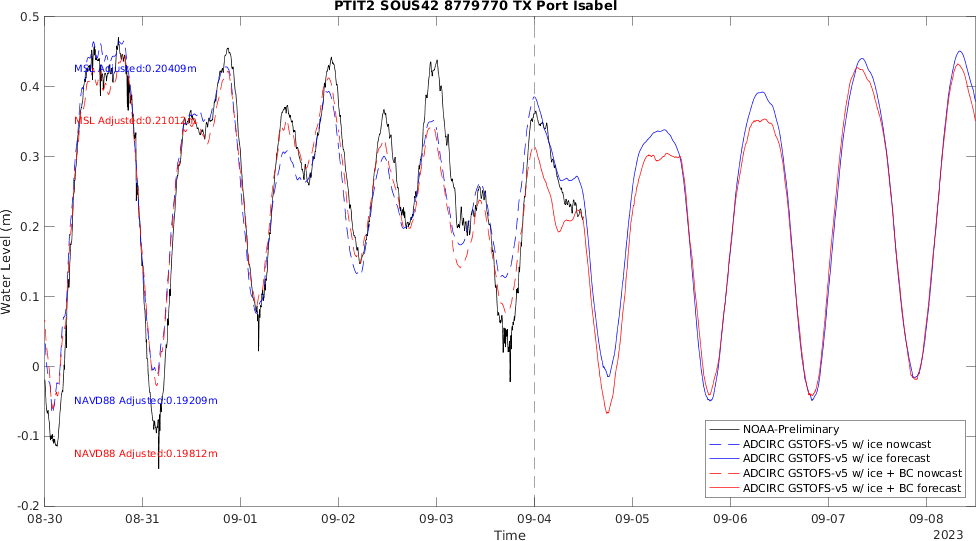 PTIT2 SOUS42 8779770 TX Port Isabel
0.5
0.4
0.3
0.2
0.1
0
-0.1
-0.2
Water Level (m)
MSL Adjusted:0.20409m
MSL Adjusted:0.21012m
NAVD88 Adjusted:0.19209m
NAVD88 Adjusted:0.19812m
NOAA-Preliminary
ADCIRC GSTOFS-v5 w/ ice nowcast
ADCIRC GSTOFS-v5 w/ ice forecast
ADCIRC GSTOFS-v5 w/ ice + BC nowcast
ADCIRC GSTOFS-v5 w/ ice + BC forecast
08-30 08-31 09-01 09-02 09-03 09-04 09-05 09-06 09-07 09-08
Time
2023